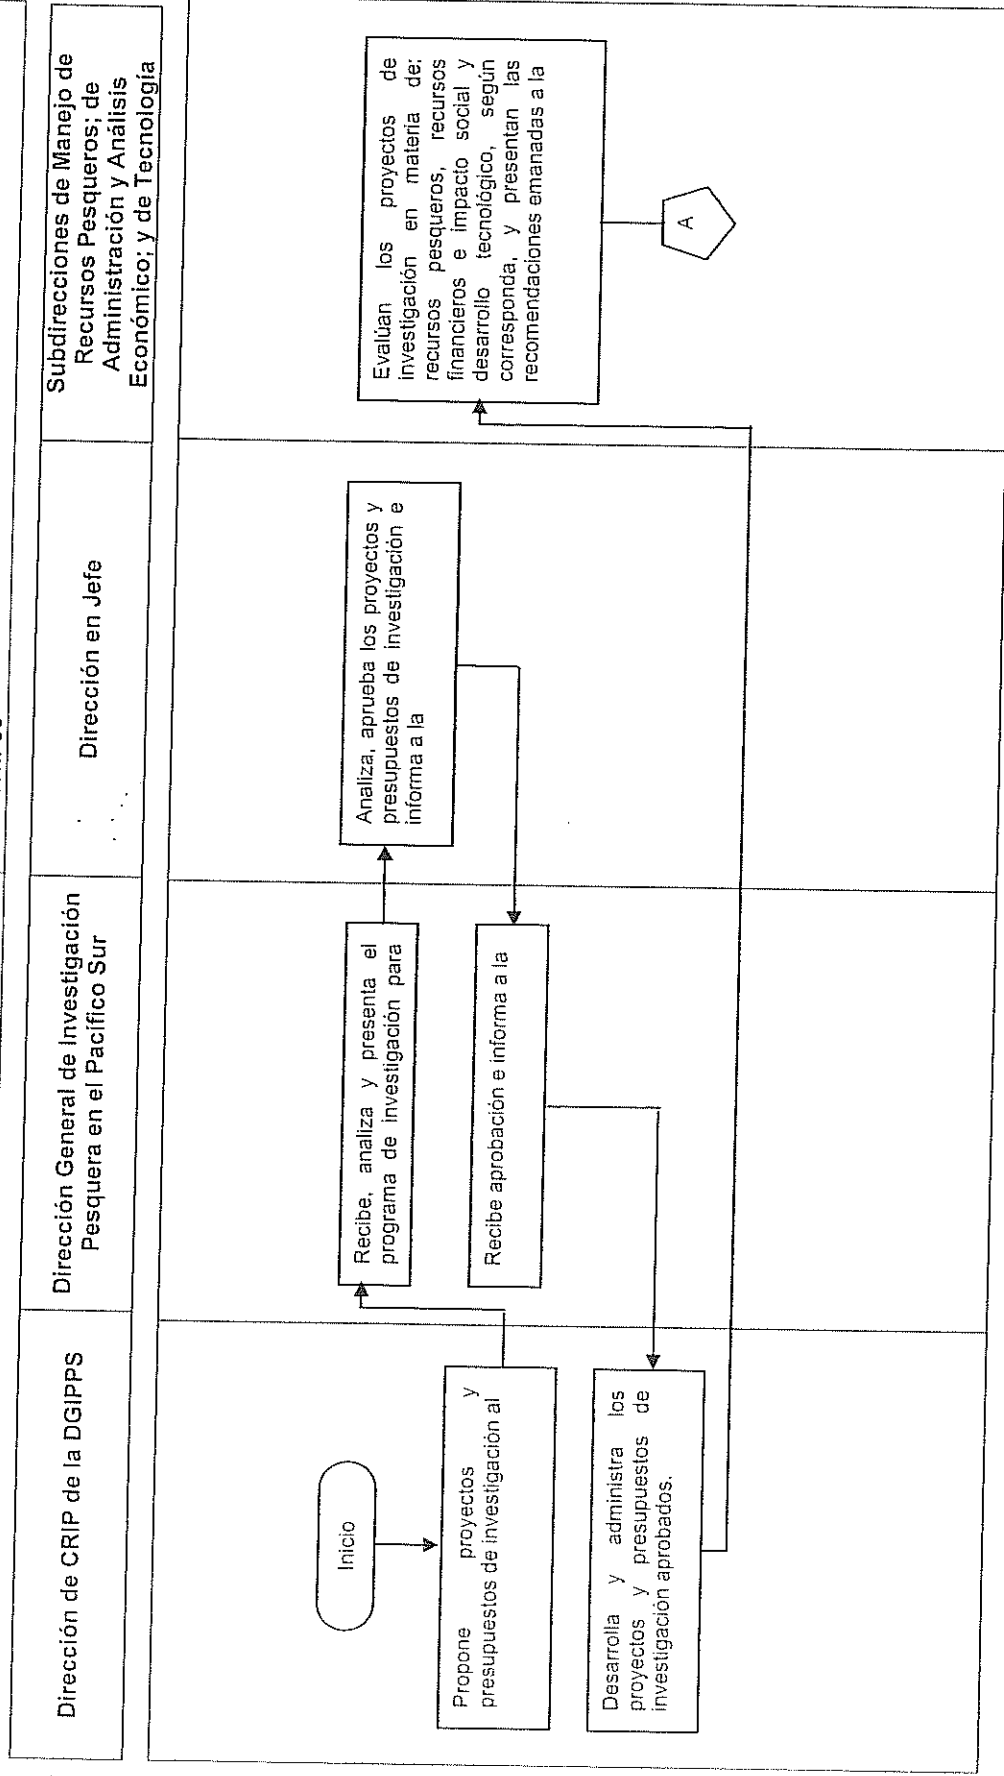 Dirección de CRIP de la DGIPPS
Dirección General de Investigación
Pesquera en el Pacífico Sur
Dirección en Jefe
Subdirecciones de Manejo de
Recursos Pesqueros; de
Administración y Análisis
Económico; y de Tecnología
Inicio
Propone proyectos y
presupuestos de investigación al
Recibe, analiza y presenta el
programa de investigación para
Analiza, aprueba los proyectos y
presupuestos de investigación e
informa a la
Recibe aprobación e informa a la
Desarrolla y administra los
proyectos y presupuestos de
investigación aprobados.
Evalúan los proyectos de
investigación en materia de:
recursos pesqueros, recursos
financieros e impacto social y
desarrollo tecnológico, según
corresponda, y presentan las
recomendaciones emanadas a la
A